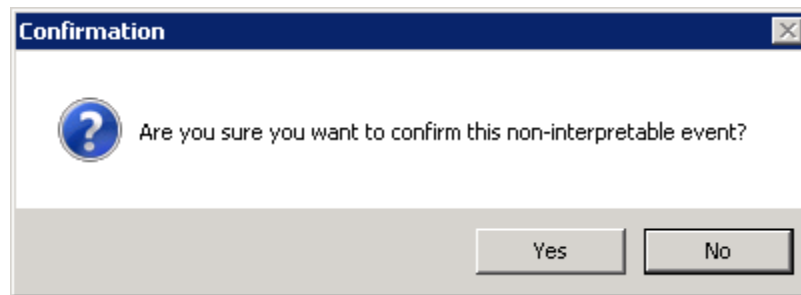 Confirmation
Are you sure you want to confirm this non-interpretable event?
Yes
No